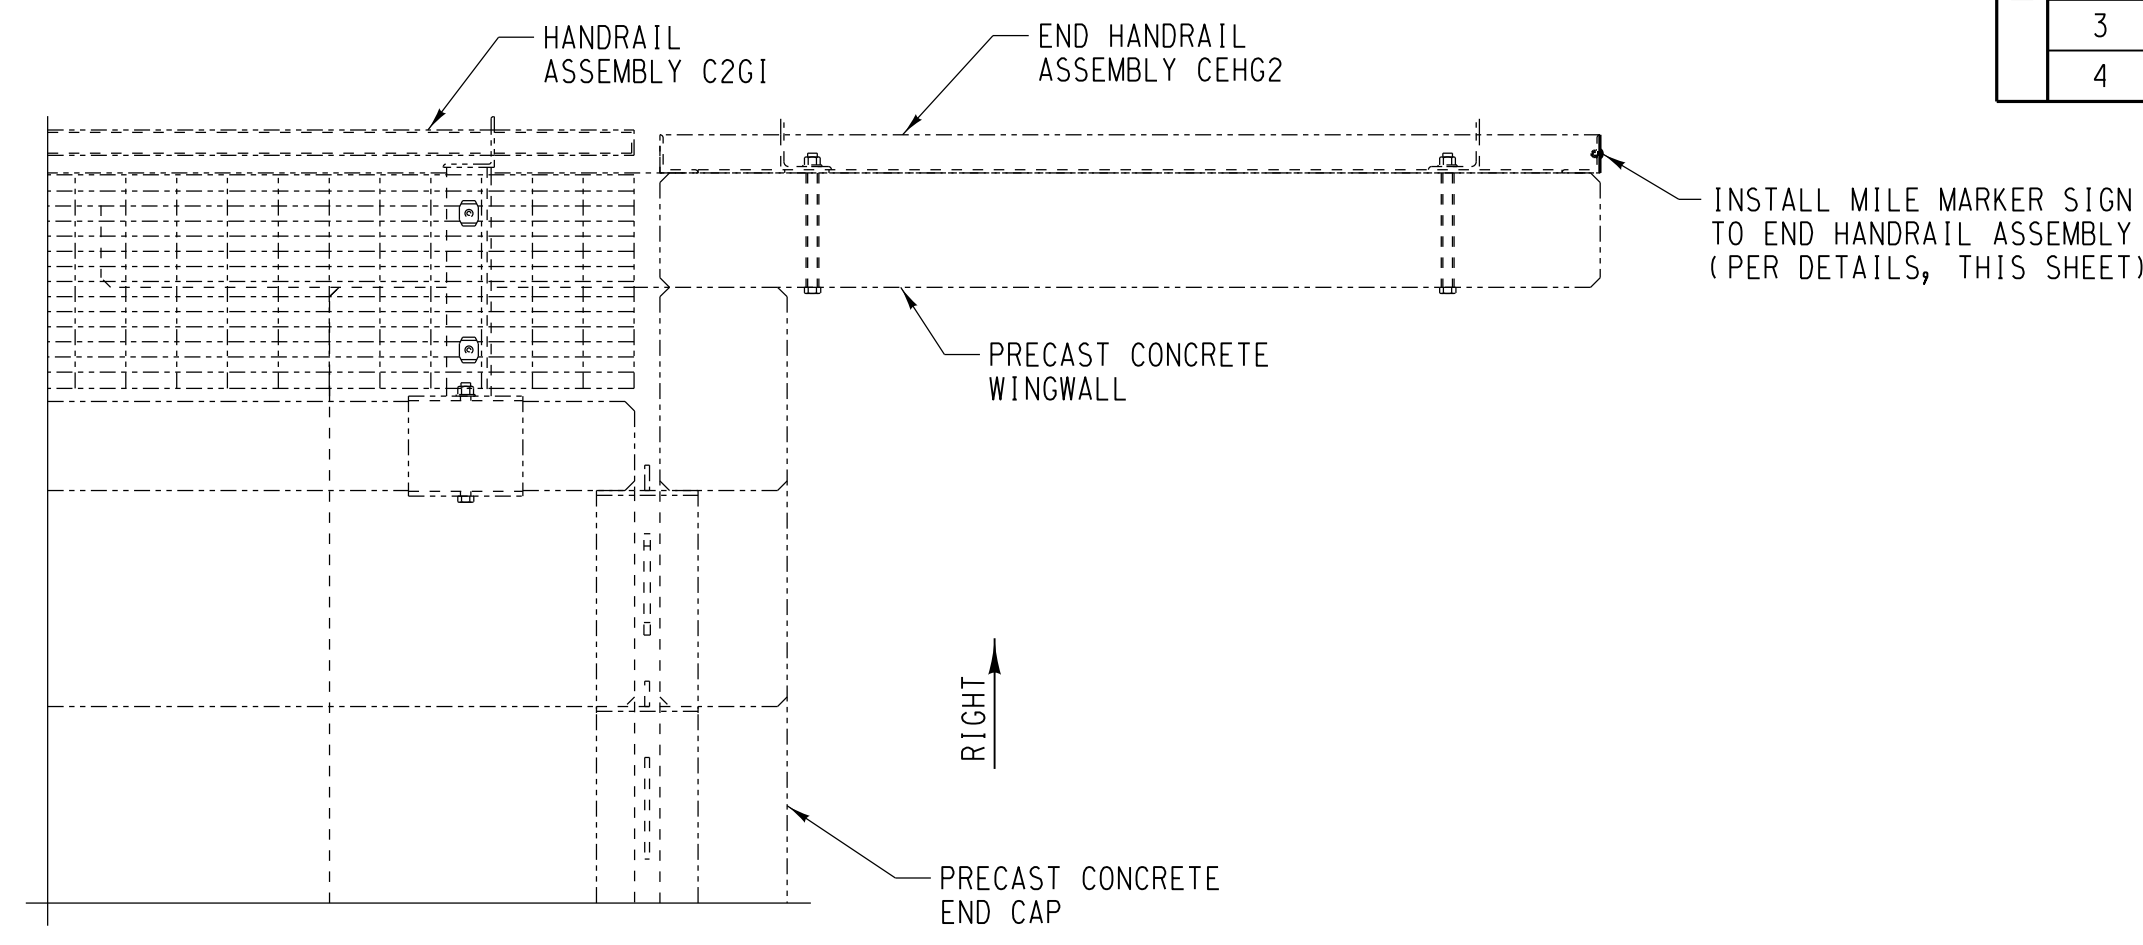 HANDRAIL
ASSEMBLY C2GI
END HANDRAIL
ASSEMBLY CEHG2
3
4
INSTALL MILE MARKER SIGN
TO END HANDRAIL ASSEMBLY
(PER DETAILS, THIS SHEET)
PRECAST CONCRETE
WINGWALL
RIGHT
PRECAST CONCRETE
END CAP